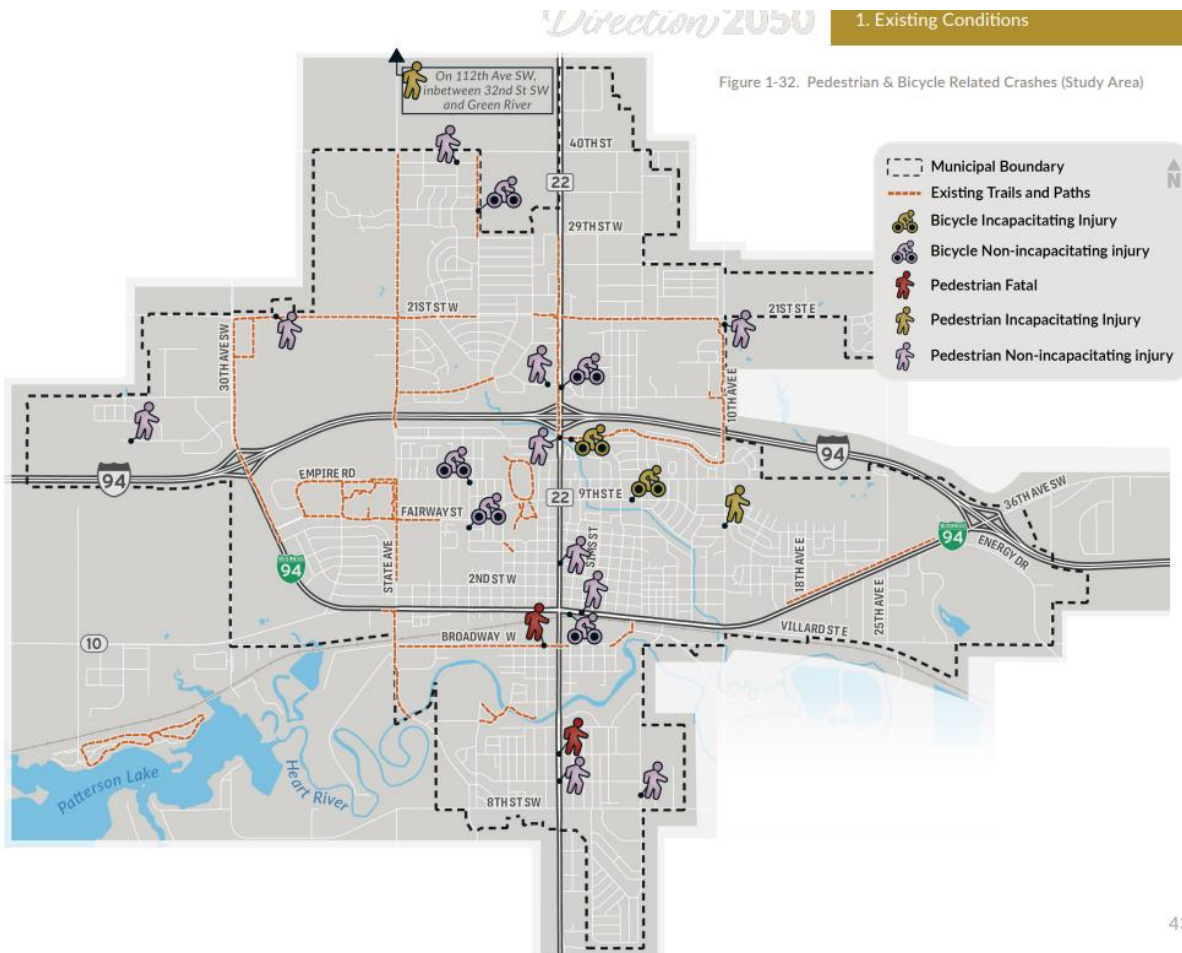 Direction 2050
1. Existing Conditions
Figure 1-32. Pedestrian & Bicycle Related Crashes (Study Area)
On 112th Ave SW,
inbetween 32nd St SW
and Green River
Municipal Boundary
Existing Trails and Paths
Bicycle Incapacitating Injury
Bicycle Non-incapacitating injury
Pedestrian Fatal
Pedestrian Incapacitating Injury
Pedestrian Non-incapacitating injury
N
40TH ST
22
29TH ST W
21ST ST W
21ST ST E
30TH AVE SW
10TH AVE E
94
94
EMPIRE RD
22
9TH ST E
36TH AVE SW
FAIRWAY ST
BUSINESS
94
ENERGY DR
SIMS ST
BUSINESS
94
STATE AVE
2ND ST W
18TH AVE E
25TH AVE E
VILLARD ST E
10
BROADWAY W
Patterson Lake
Heart River
8TH ST SW